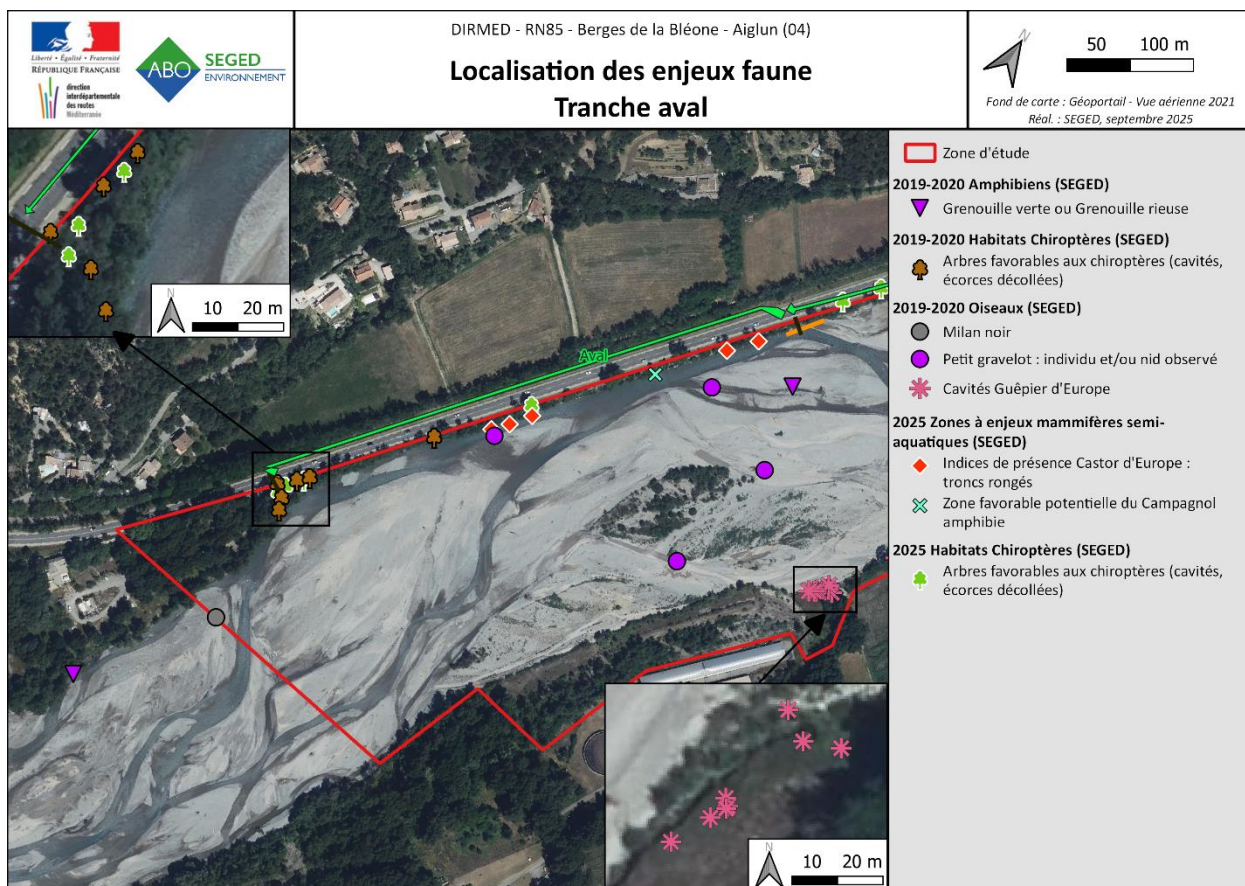 Liberté • Égalité • Fraternité
RÉPUBLIQUE FRANÇAISE
direction
interdépartementale
des routes
Méditerranée
ABO
SEGED
ENVIRONNEMENT
DIRMED - RN85 - Berges de la Bléone - Aiglun (04)
Localisation des enjeux faune
Tranche aval
N
50 100 m
Fond de carte : Géoportail - Vue aérienne 2021
Réal. : SEGED, septembre 2025
N
10 20 m
Aval
N
10 20 m
Zone d'étude
2019-2020 Amphibiens (SEGED)
Grenouille verte ou Grenouille rieuse
2019-2020 Habitats Chiroptères (SEGED)
Arbres favorables aux chiroptères (cavités,
écorces décollées)
2019-2020 Oiseaux (SEGED)
Milan noir
Petit gravelot : individu et/ou nid observé
Cavités Guêpier d'Europe
2025 Zones à enjeux mammifères semi-
aquatiques (SEGED)
Indices de présence Castor d'Europe :
troncs rongés
Zone favorable potentielle du Campagnol
amphibie
2025 Habitats Chiroptères (SEGED)
Arbres favorables aux chiroptères (cavités,
écorces décollées)